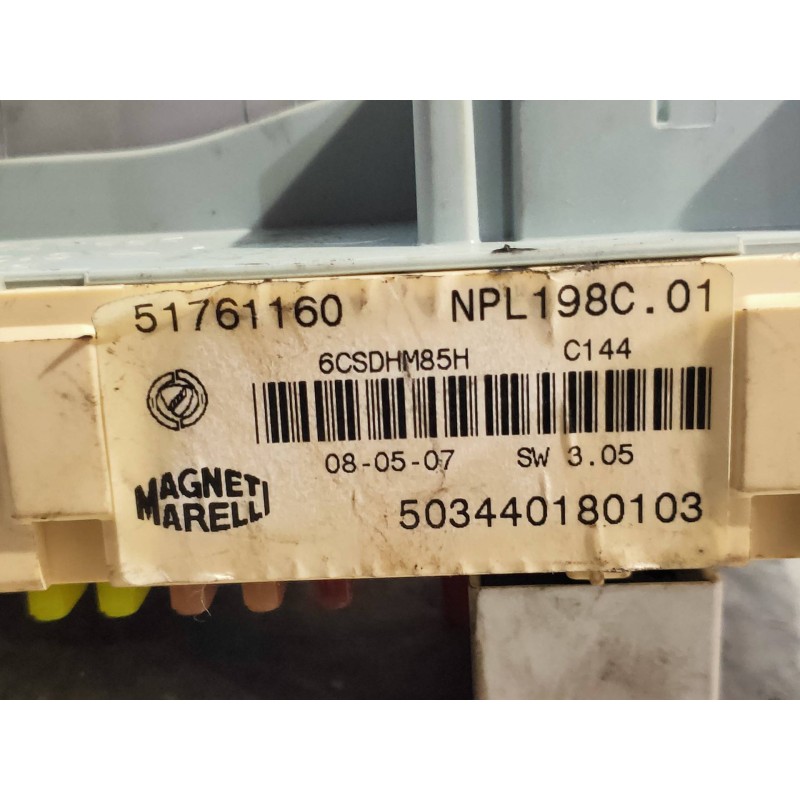 51761160 NPL198C.01
6CSDHM85H C144
08-05-07 SW 3.05
MAGNETI
MARELLI
503440180103